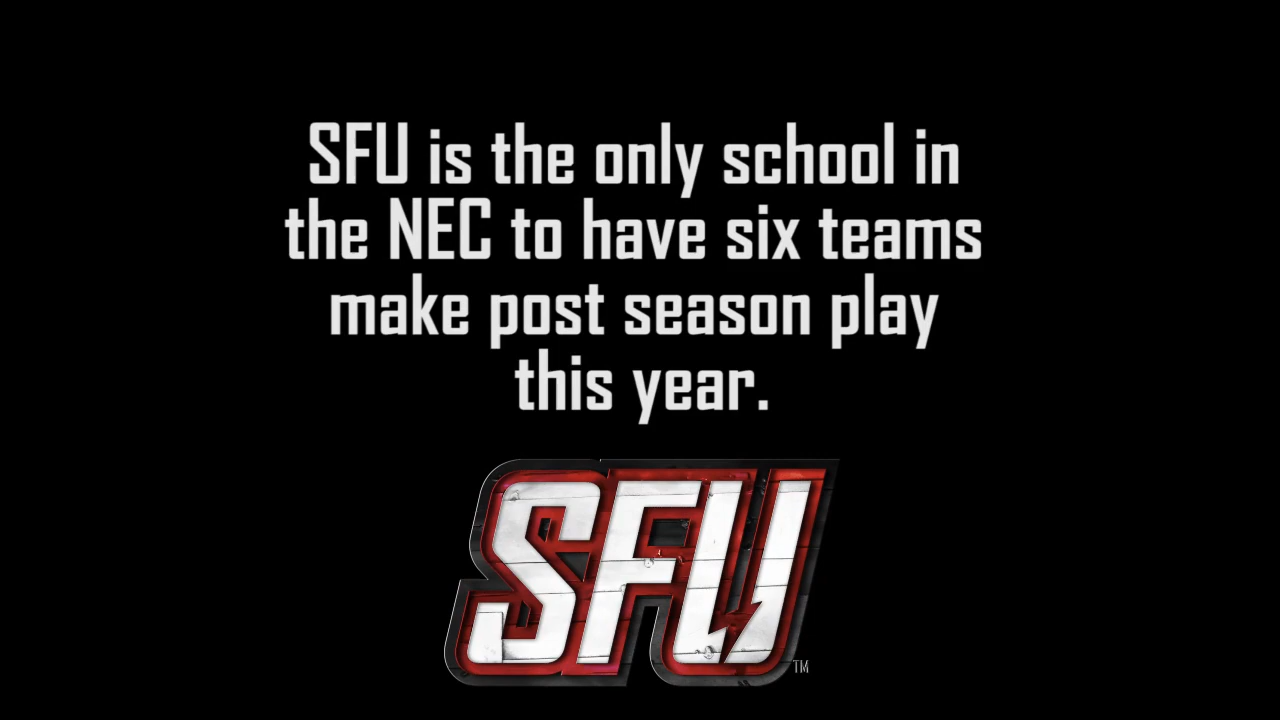 SFU is the only school in
the NEC to have six teams
make post season play
this year.
SFU
TM